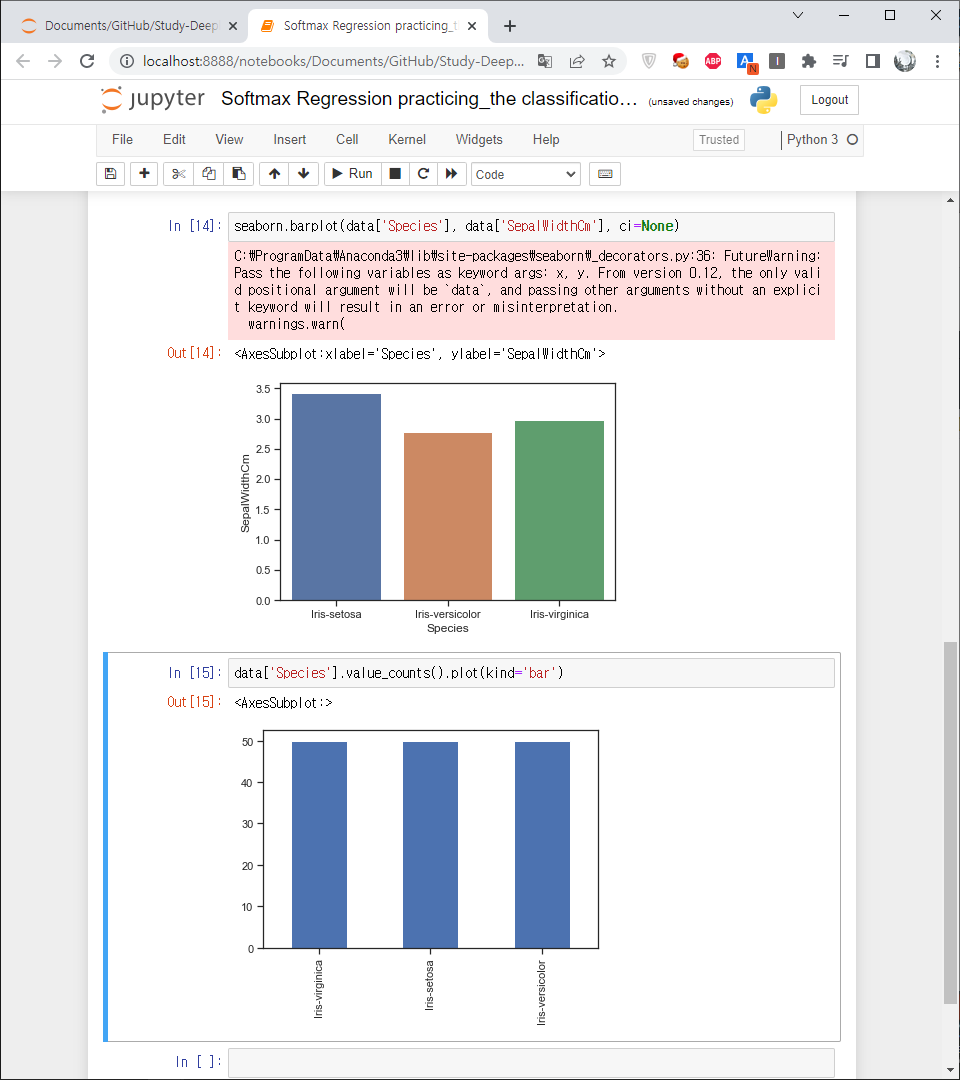 Documents/GitHub/Study-Deep
Softmax Regression practicing_t
localhost:8888/notebooks/Documents/GitHub/Study-Deep...
ABP
A
N
I
jupyter
Softmax Regression practicing_the classificatio...
(unsaved changes)
Logout
File Edit View Insert Cell Kernel Widgets Help
Trusted
Python 3
Run
Code
In [14]:
seaborn.barplot(data['Species'], data['SepalWidthCm'], ci=None)
C:₩ProgramData₩Anaconda3₩lib₩site-packages₩seaborn₩_decorators.py:36: FutureWarning:
Pass the following variables as keyword args: x, y. From version 0.12, the only vali
d positional argument will be `data`, and passing other arguments without an explici
t keyword will result in an error or misinterpretation.
warnings.warn(
Out[14]:
<AxesSubplot:xlabel='Species', ylabel='SepalWidthCm'>
3.5
3.0
2.5
2.0
1.5
1.0
0.5
0.0
SepalWidthCm
Iris-setosa Iris-versicolor Iris-virginica
Species
In [15]:
data['Species'].value_counts().plot(kind='bar')
Out[15]:
<AxesSubplot:>
50
40
30
20
10
0
Iris-virginica
Iris-setosa
Iris-versicolor
In [ ]: